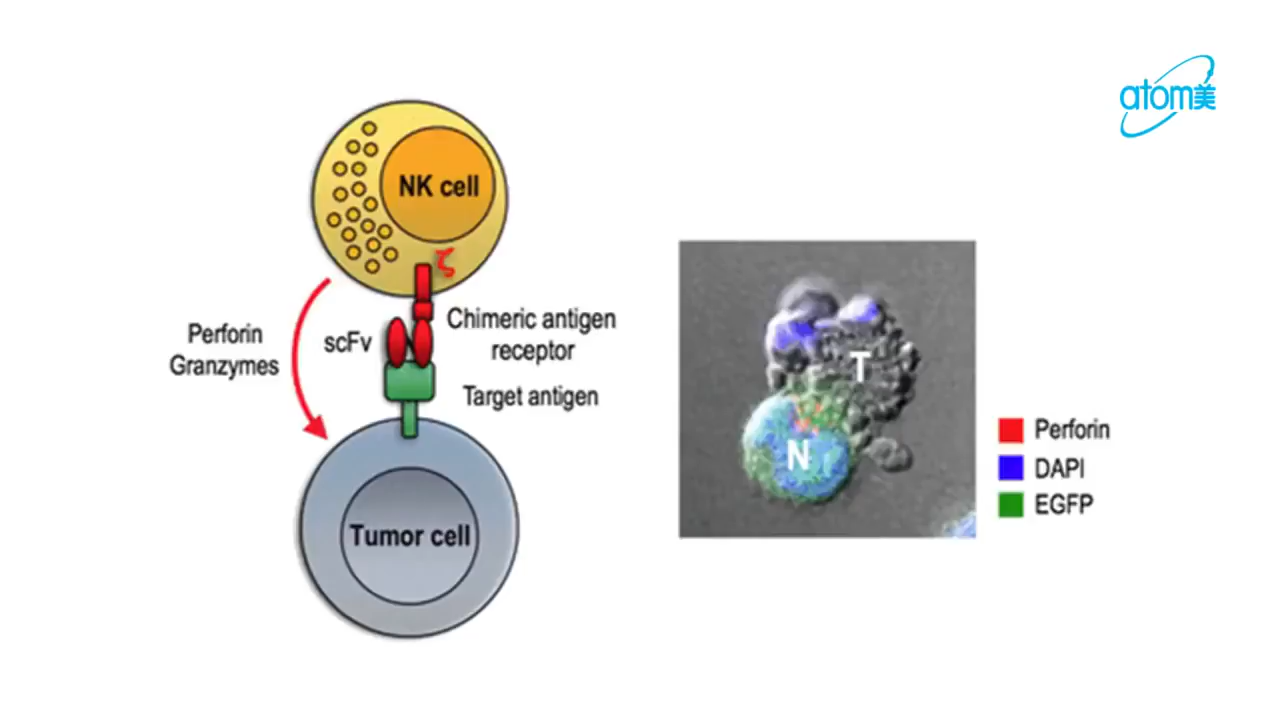 atom美
NK cell
ζ
Perforin
Granzymes
scFv
Chimeric antigen
receptor
Target antigen
Tumor cell
T
N
Perforin
DAPI
EGFP